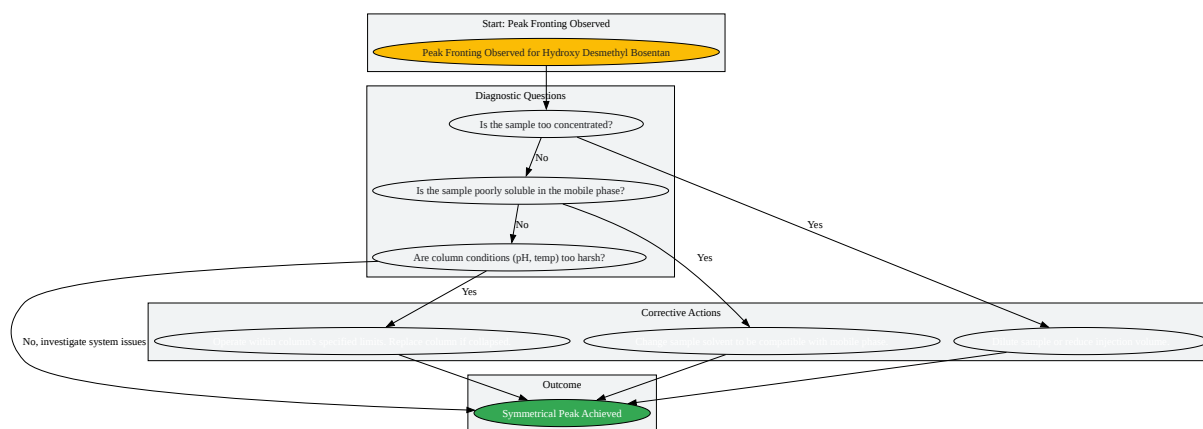 Start: Peak Fronting Observed
Peak Fronting Observed for Hydroxy Desmethyl Bosentan
Diagnostic Questions
Is the sample too concentrated?
No
Is the sample poorly soluble in the mobile phase?
Yes
No
Yes
Are column conditions (pH, temp) too harsh?
Yes
Corrective Actions
No, investigate system issues
Outcome
Symmetrical Peak Achieved